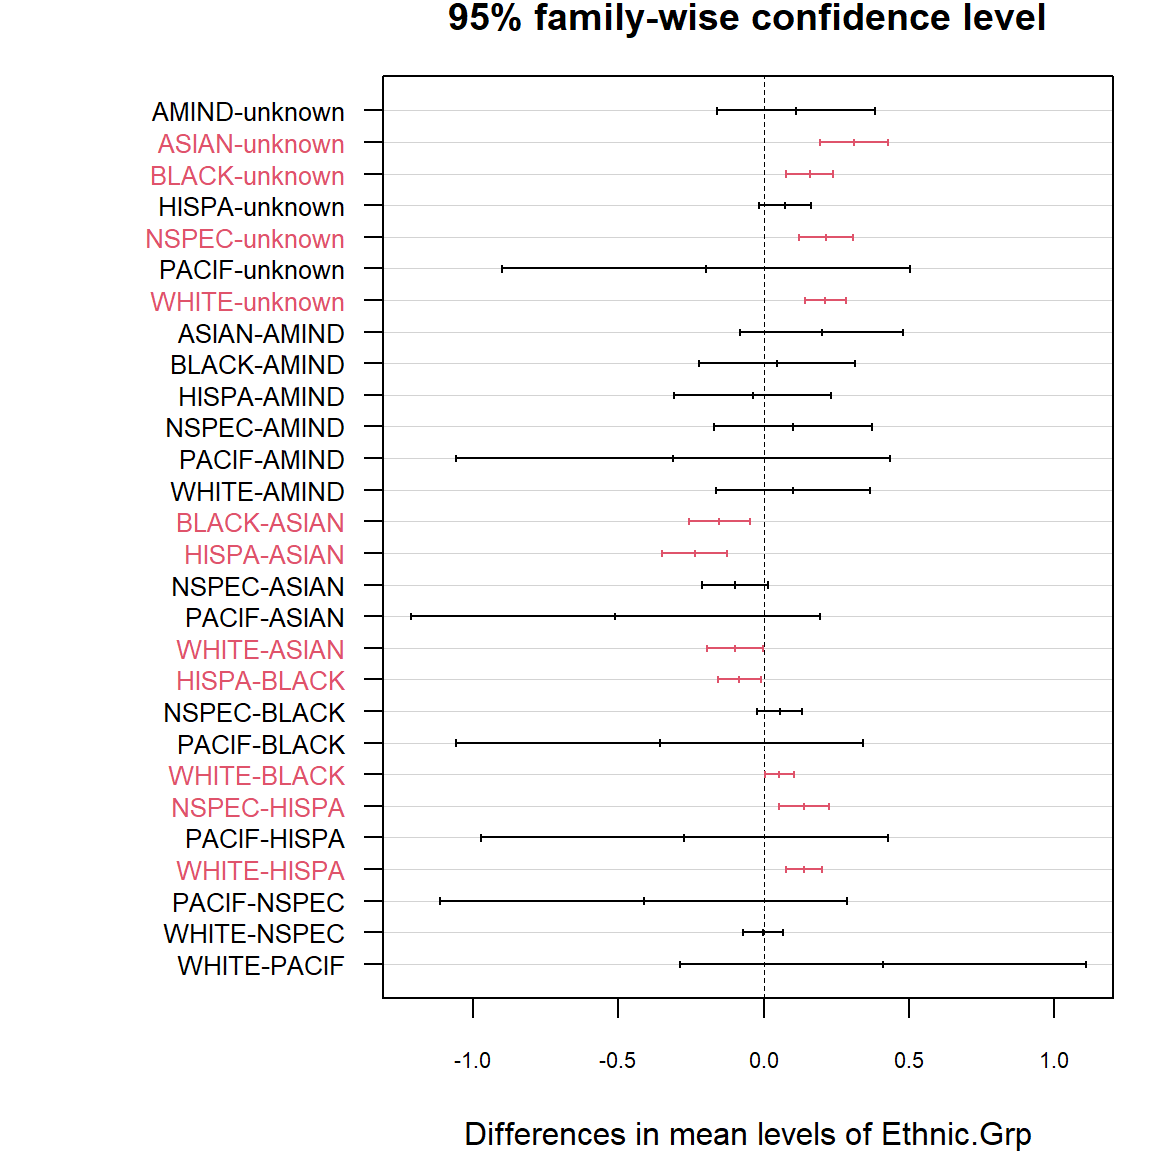 95% family-wise confidence level
AMIND-unknown
ASIAN-unknown
BLACK-unknown
HISPA-unknown
NSPEC-unknown
PACIF-unknown
WHITE-unknown
ASIAN-AMIND
BLACK-AMIND
HISPA-AMIND
NSPEC-AMIND
PACIF-AMIND
WHITE-AMIND
BLACK-ASIAN
HISPA-ASIAN
NSPEC-ASIAN
PACIF-ASIAN
WHITE-ASIAN
HISPA-BLACK
NSPEC-BLACK
PACIF-BLACK
WHITE-BLACK
NSPEC-HISPA
PACIF-HISPA
WHITE-HISPA
PACIF-NSPEC
WHITE-NSPEC
WHITE-PACIF
-1.0 -0.5 0.0 0.5 1.0
Differences in mean levels of Ethnic.Grp